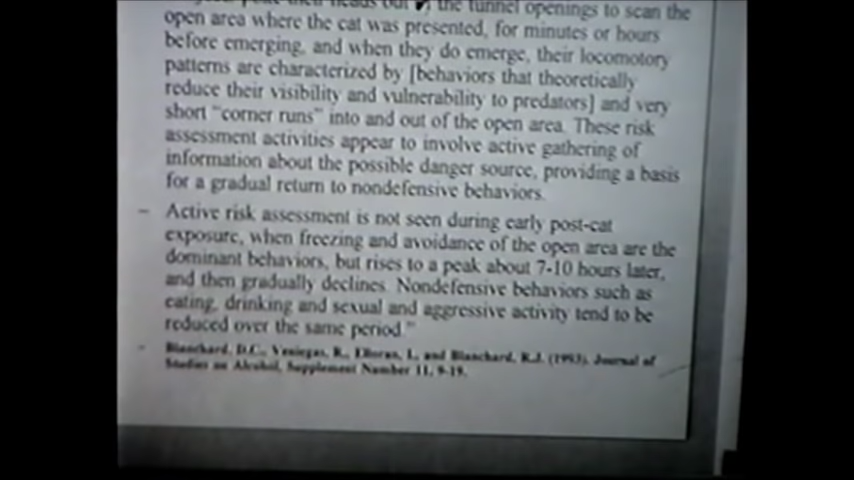 their heads out of the tunnel openings to scan the
open area where the cat was presented, for minutes or hours
before emerging, and when they do emerge, their locomotory
patterns are characterized by [behaviors that theoretically
reduce their visibility and vulnerability to predators] and very
short "corner runs" into and out of the open area. These risk
assessment activities appear to involve active gathering of
information about the possible danger source, providing a basis
for a gradual return to nondefensive behaviors.
– Active risk assessment is not seen during early post-cat
exposure, when freezing and avoidance of the open area are the
dominant behaviors, but rises to a peak about 7-10 hours later,
and then gradually declines. Nondefensive behaviors such as
eating, drinking and sexual and aggressive activity tend to be
reduced over the same period."
- Blanchard, D.C., Veniegas, R., Elloran, I., and Blanchard, R.J. (1993). Journal of
Studies on Alcohol, Supplement Number 11, 9-19.